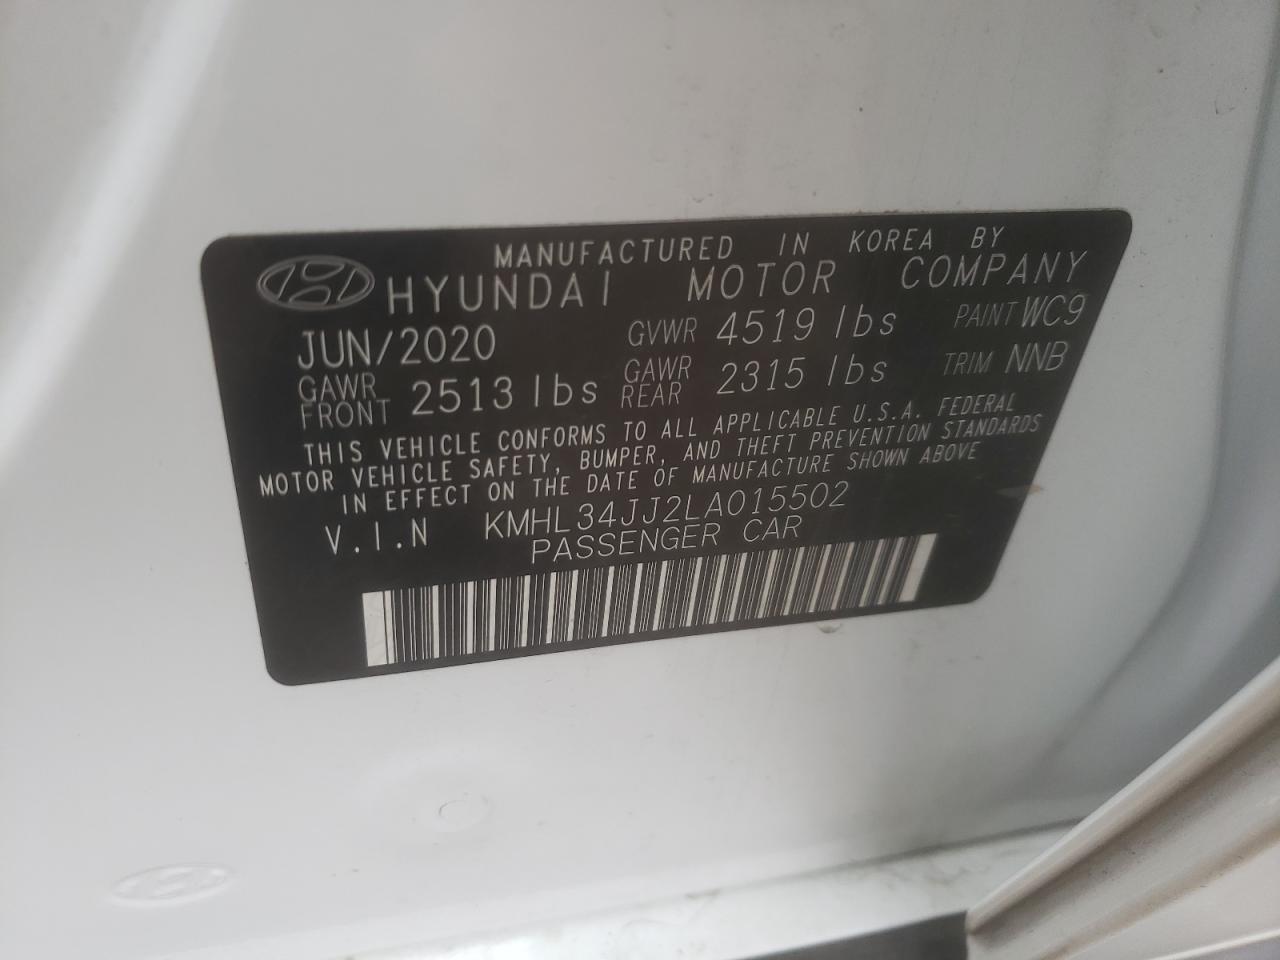 MANUFACTURED IN KOREA BY
HYUNDAI MOTOR COMPANY
JUN/2020 GVWR 4519 lbs PAINT WC9
GAWR FRONT 2513 lbs GAWR REAR 2315 lbs TRIM NNB
THIS VEHICLE CONFORMS TO ALL APPLICABLE U.S.A. FEDERAL
MOTOR VEHICLE SAFETY, BUMPER, AND THEFT PREVENTION STANDARDS
IN EFFECT ON THE DATE OF MANUFACTURE SHOWN ABOVE
V.I.N KMHL34JJ2LA015502
PASSENGER CAR